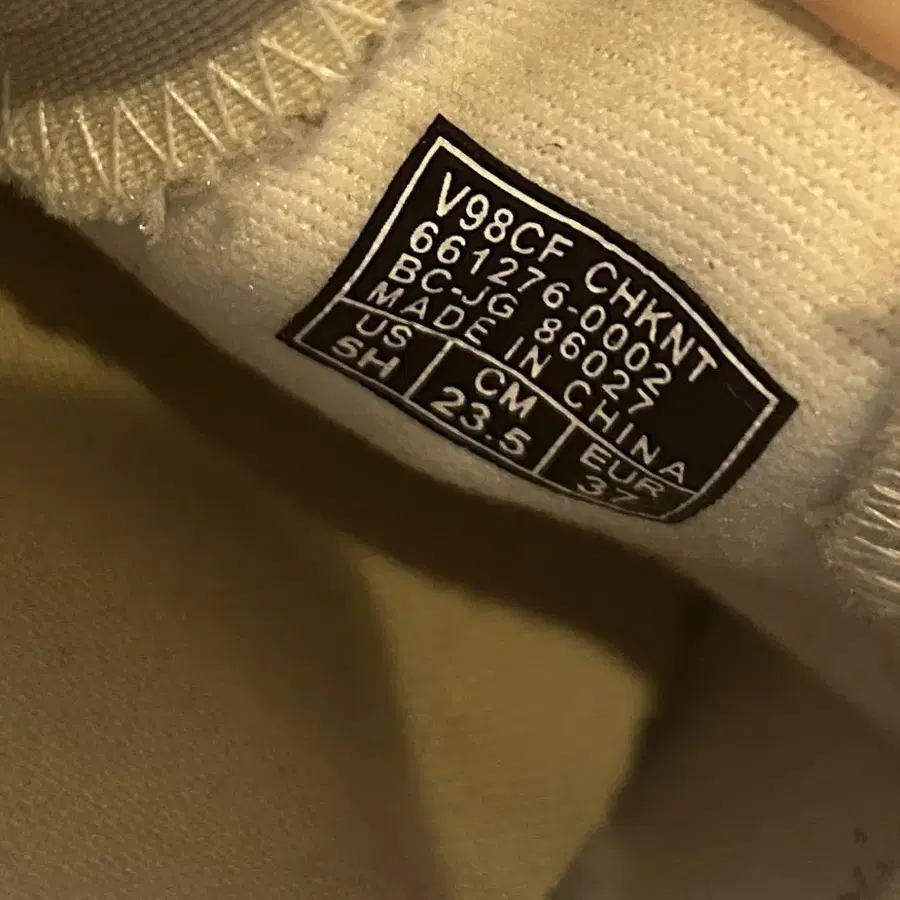 V98CF CHKNT
661276-0002
BC-JG 86027
MADE IN CHINA
US CM EUR
5H 23.5 37